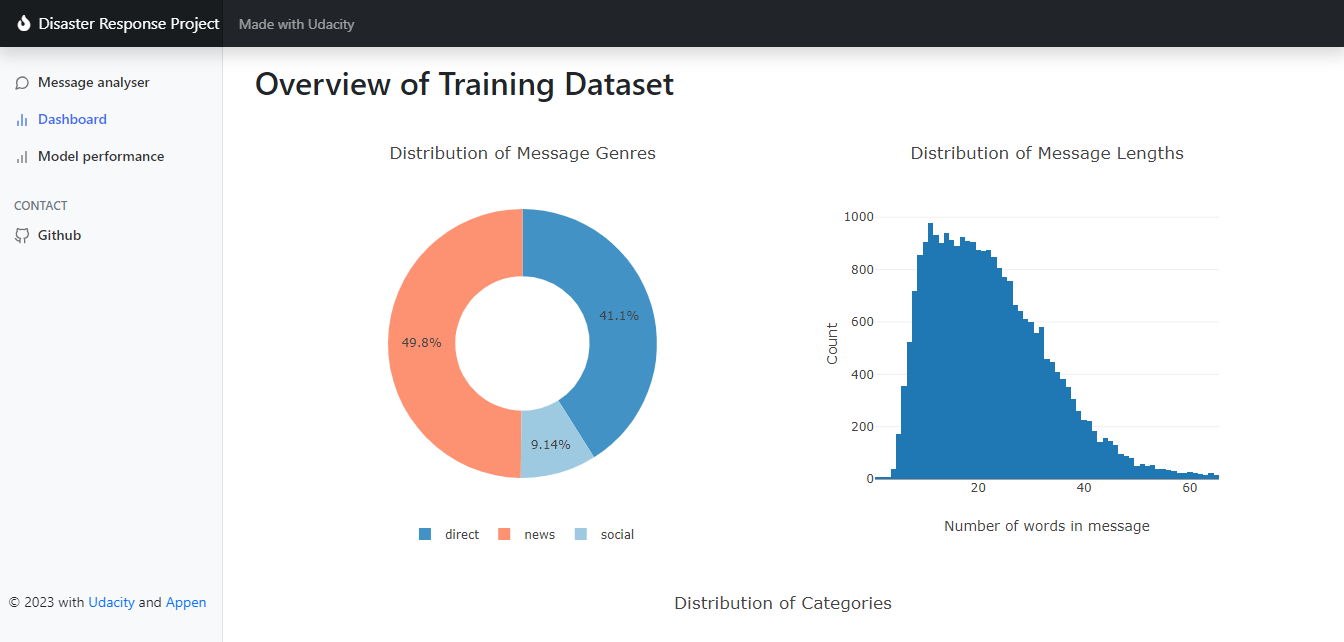 Disaster Response Project
Made with Udacity
Message analyser
Dashboard
Model performance
CONTACT
Github
© 2023 with Udacity and Appen
Overview of Training Dataset
Distribution of Message Genres
41.1%
49.8%
9.14%
direct news social
Distribution of Message Lengths
1000
800
600
400
200
0
20 40 60
Count
Number of words in message
Distribution of Categories